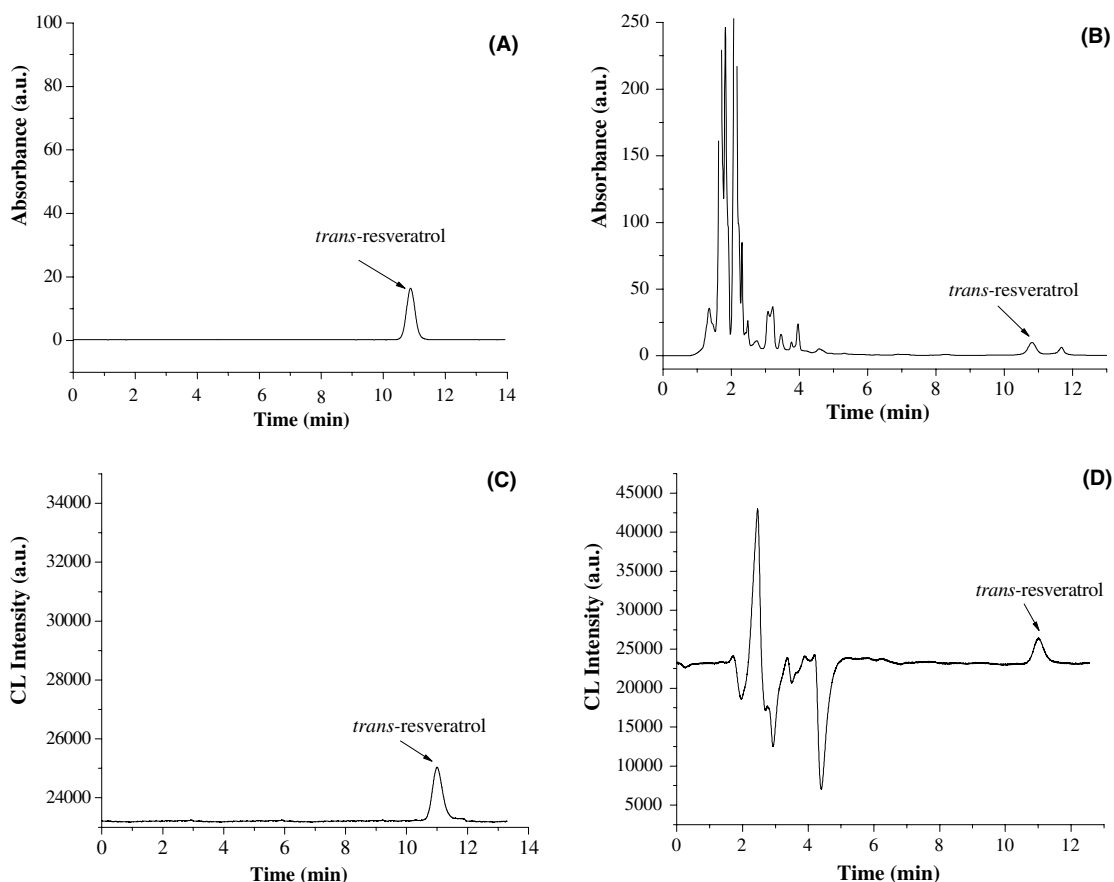 (A)
Absorbance (a.u.)
100
80
60
40
20
0
trans-resveratrol
0 2 4 6 8 10 12 14
Time (min)
(B)
Absorbance (a.u.)
250
200
150
100
50
0
trans-resveratrol
0 2 4 6 8 10 12
Time (min)
(C)
CL Intensity (a.u.)
34000
32000
30000
28000
26000
24000
trans-resveratrol
0 2 4 6 8 10 12 14
Time (min)
(D)
CL Intensity (a.u.)
45000
40000
35000
30000
25000
20000
15000
10000
5000
trans-resveratrol
0 2 4 6 8 10 12
Time (min)